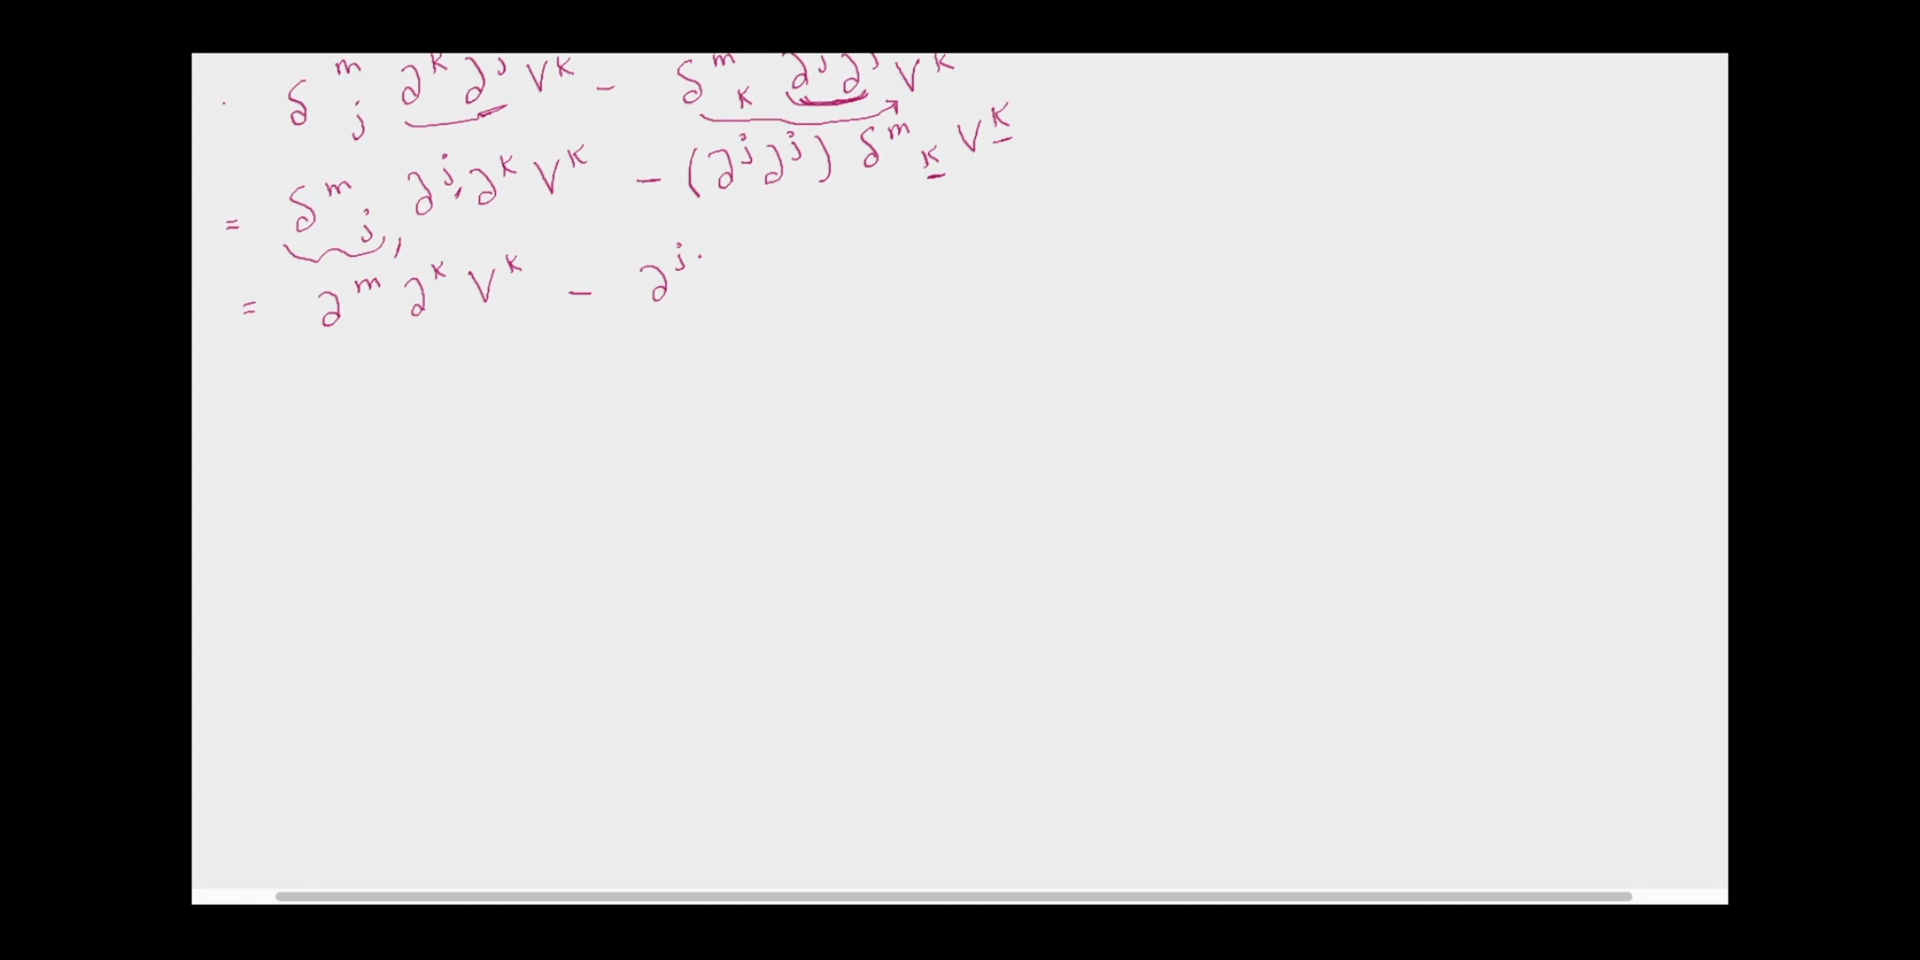 δ^m_j ∂^k ∂^j V^k − δ^m_k ∂^j ∂^j V^k
= δ^m_j ∂^j ∂^k V^k − (∂^j ∂^j) δ^m_k V^k
= ∂^m ∂^k V^k − ∂^j